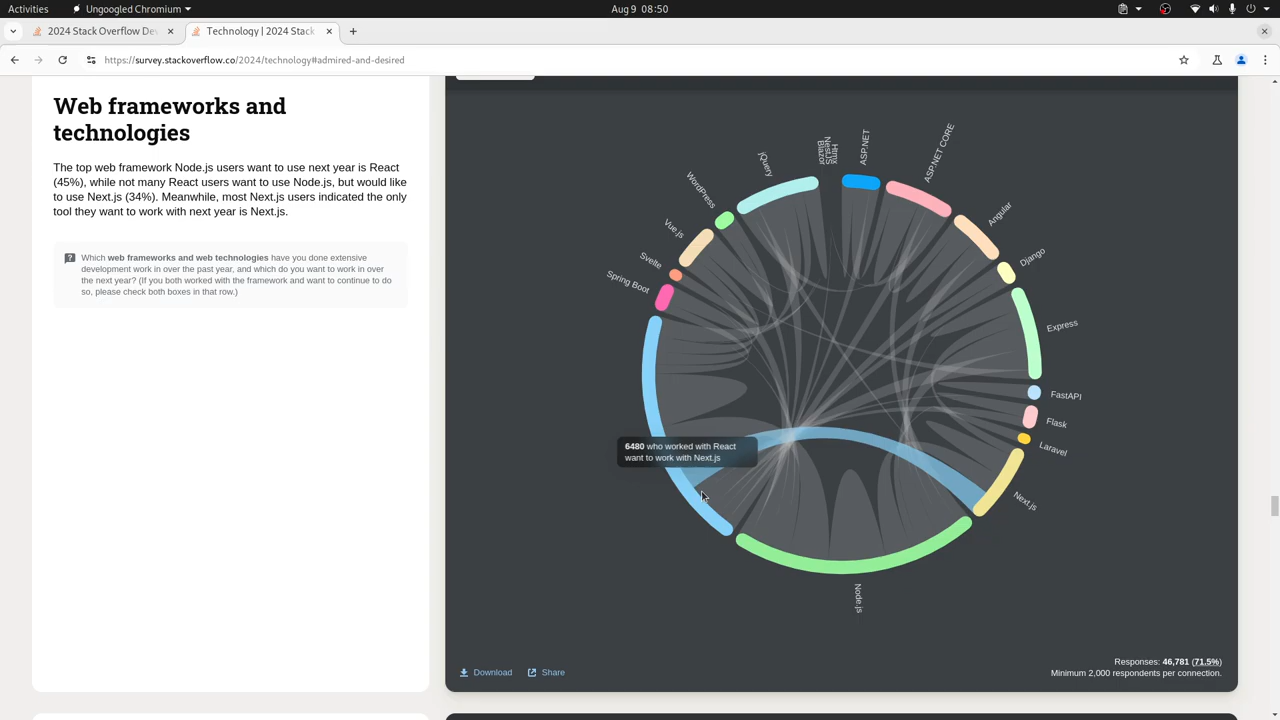 Activities
Ungoogled Chromium
Aug 9 08:50
2024 Stack Overflow Dev
Technology | 2024 Stack
https://survey.stackoverflow.co/2024/technology#admired-and-desired
Web frameworks and
technologies
The top web framework Node.js users want to use next year is React
(45%), while not many React users want to use Node.js, but would like
to use Next.js (34%). Meanwhile, most Next.js users indicated the only
tool they want to work with next year is Next.js.
Which web frameworks and web technologies have you done extensive
development work in over the past year, and which do you want to work in over
the next year? (If you both worked with the framework and want to continue to do
so, please check both boxes in that row.)
ASP.NET
ASP.NET CORE
Angular
Django
Express
FastAPI
Flask
Laravel
Next.js
Node.js
6480 who worked with React
want to work with Next.js
Spring Boot
Svelte
Vue.js
WordPress
jQuery
Blazor
NestJS
Htmx
Download
Share
Responses: 46,781 (71.5%)
Minimum 2,000 respondents per connection.